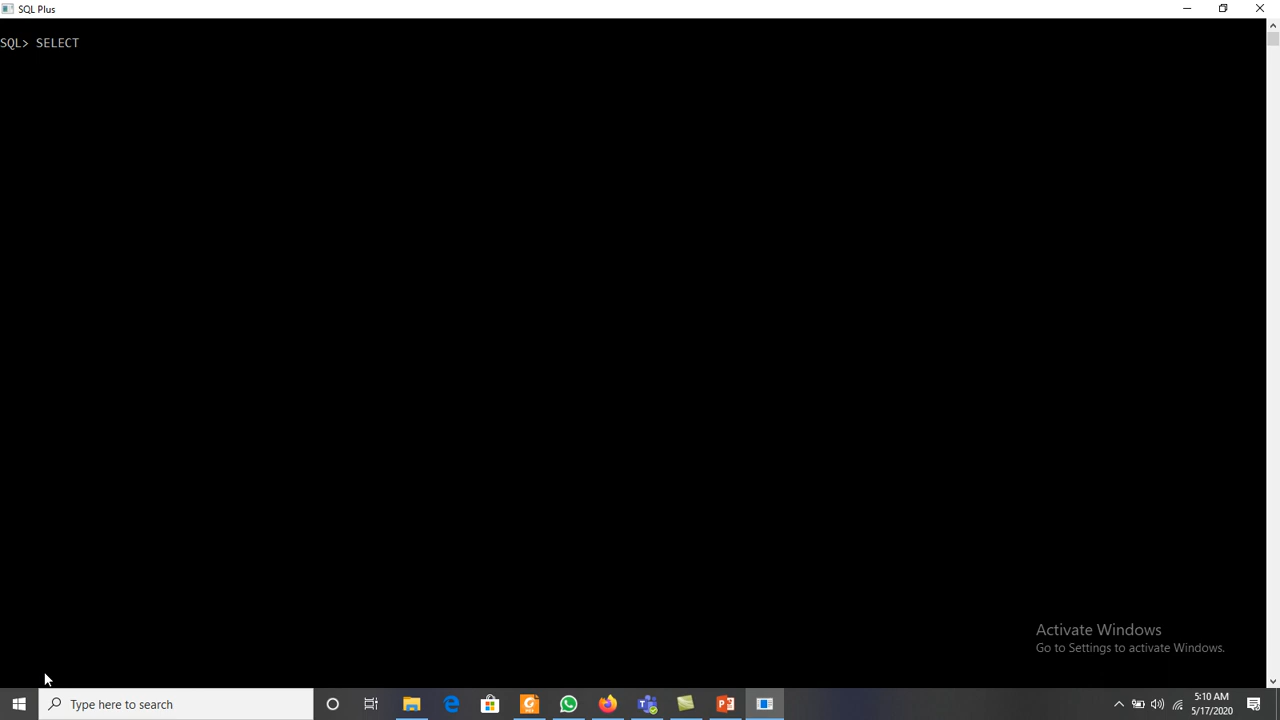 SQL Plus
SQL> SELECT
Activate Windows
Go to Settings to activate Windows.
Type here to search
5:10 AM
5/17/2020